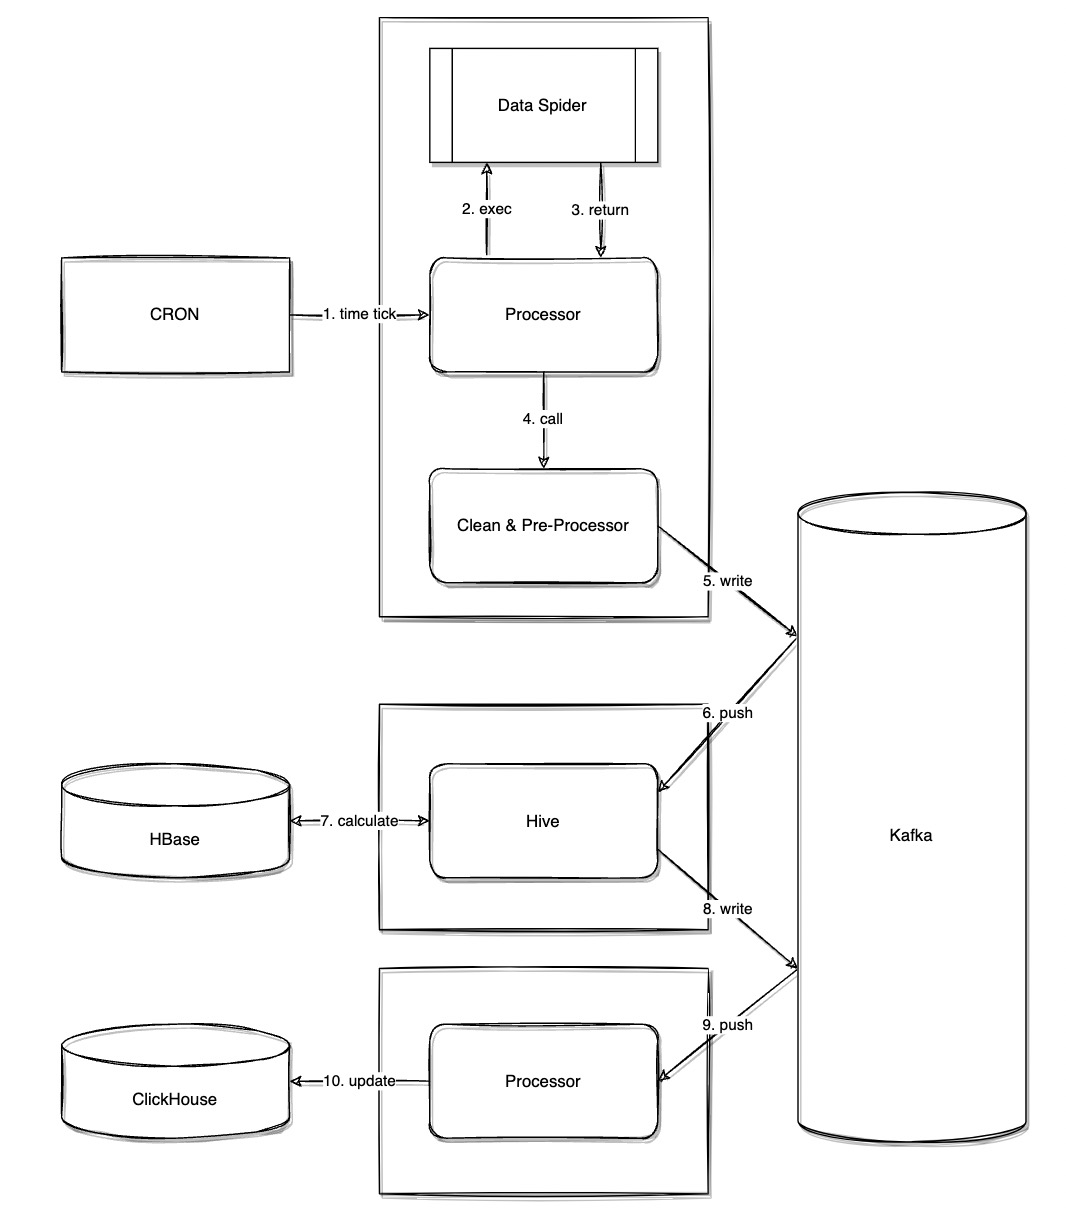 Data Spider
2. exec
3. return
CRON
1. time tick
Processor
4. call
Clean & Pre-Processor
5. write
6. push
HBase
7. calculate
Hive
Kafka
8. write
9. push
ClickHouse
10. update
Processor